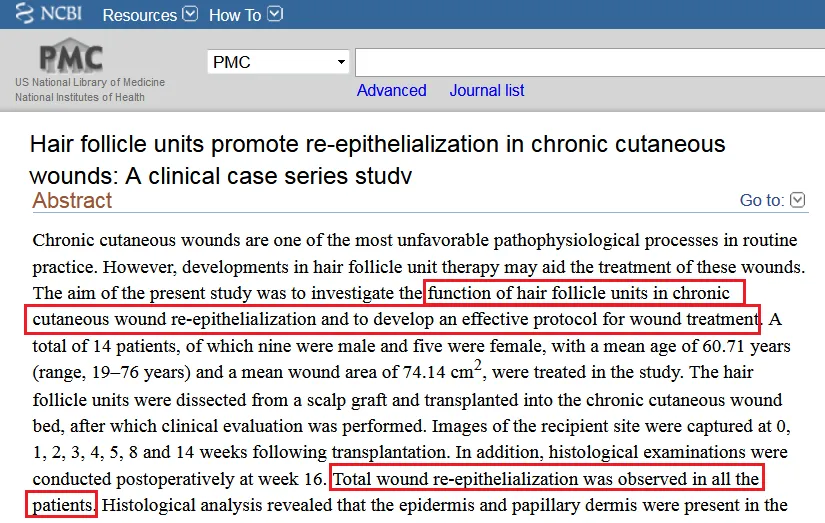 NCBI Resources How To
PMC
US National Library of Medicine
National Institutes of Health
PMC
Advanced Journal list
Hair follicle units promote re-epithelialization in chronic cutaneous
wounds: A clinical case series study
Abstract
Go to:
Chronic cutaneous wounds are one of the most unfavorable pathophysiological processes in routine
practice. However, developments in hair follicle unit therapy may aid the treatment of these wounds.
The aim of the present study was to investigate the function of hair follicle units in chronic
cutaneous wound re-epithelialization and to develop an effective protocol for wound treatment. A
total of 14 patients, of which nine were male and five were female, with a mean age of 60.71 years
(range, 19–76 years) and a mean wound area of 74.14 cm², were treated in the study. The hair
follicle units were dissected from a scalp graft and transplanted into the chronic cutaneous wound
bed, after which clinical evaluation was performed. Images of the recipient site were captured at 0,
1, 2, 3, 4, 5, 8 and 14 weeks following transplantation. In addition, histological examinations were
conducted postoperatively at week 16. Total wound re-epithelialization was observed in all the
patients. Histological analysis revealed that the epidermis and papillary dermis were present in the